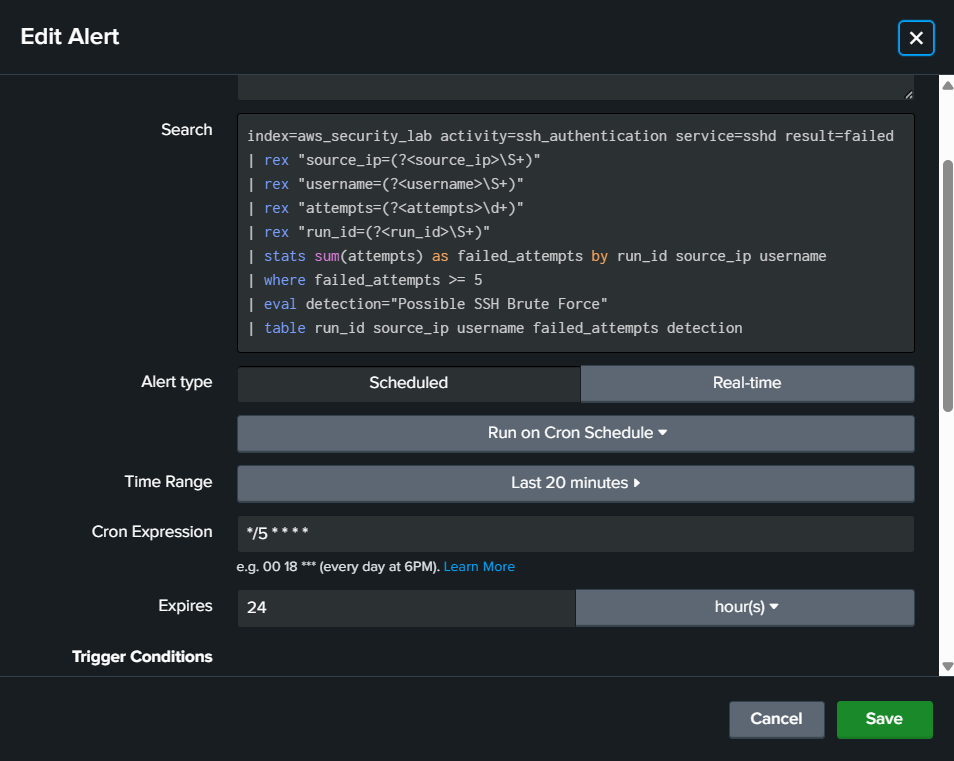 Edit Alert
Search
index=aws_security_lab activity=ssh_authentication service=sshd result=failed
| rex "source_ip=(?<source_ip>\S+)"
| rex "username=(?<username>\S+)"
| rex "attempts=(?<attempts>\d+)"
| rex "run_id=(?<run_id>\S+)"
| stats sum(attempts) as failed_attempts by run_id source_ip username
| where failed_attempts >= 5
| eval detection="Possible SSH Brute Force"
| table run_id source_ip username failed_attempts detection
Alert type
Scheduled
Real-time
Run on Cron Schedule
Time Range
Last 20 minutes
Cron Expression
*/5 * * * *
e.g. 00 18 *** (every day at 6PM). Learn More
Expires
24
hour(s)
Trigger Conditions
Cancel
Save